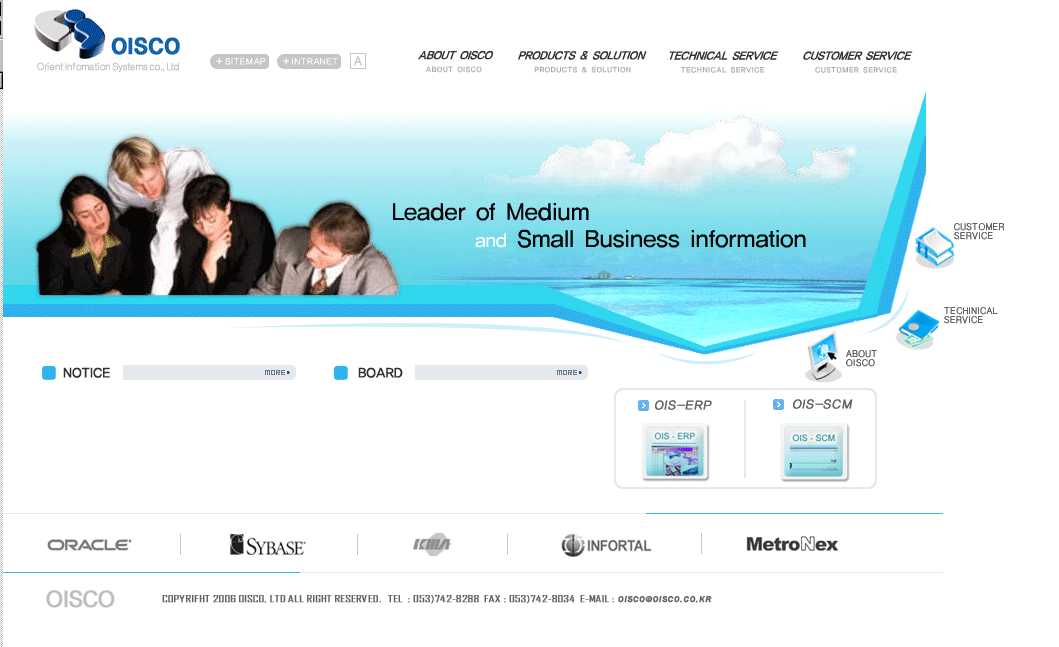 OISCO
Orient Infomation Systems co., Ltd
+ SITEMAP
+ INTRANET
A
ABOUT OISCO
PRODUCTS & SOLUTION
TECHNICAL SERVICE
CUSTOMER SERVICE
ABOUT OISCO
PRODUCTS & SOLUTION
TECHNICAL SERVICE
CUSTOMER SERVICE
Leader of Medium
and Small Business information
CUSTOMER
SERVICE
TECHINICAL
SERVICE
ABOUT
OISCO
NOTICE
MORE
BOARD
MORE
OIS-ERP
OIS-SCM
OIS - ERP
OIS - SCM
ORACLE
SYBASE
INFORTAL
MetroNex
OISCO
COPYRIFHT 2006 OISCO, LTD ALL RIGHT RESERVED. TEL : 053)742-8288 FAX : 053)742-8034 E-MAIL : OISCO@OISCO.CO.KR